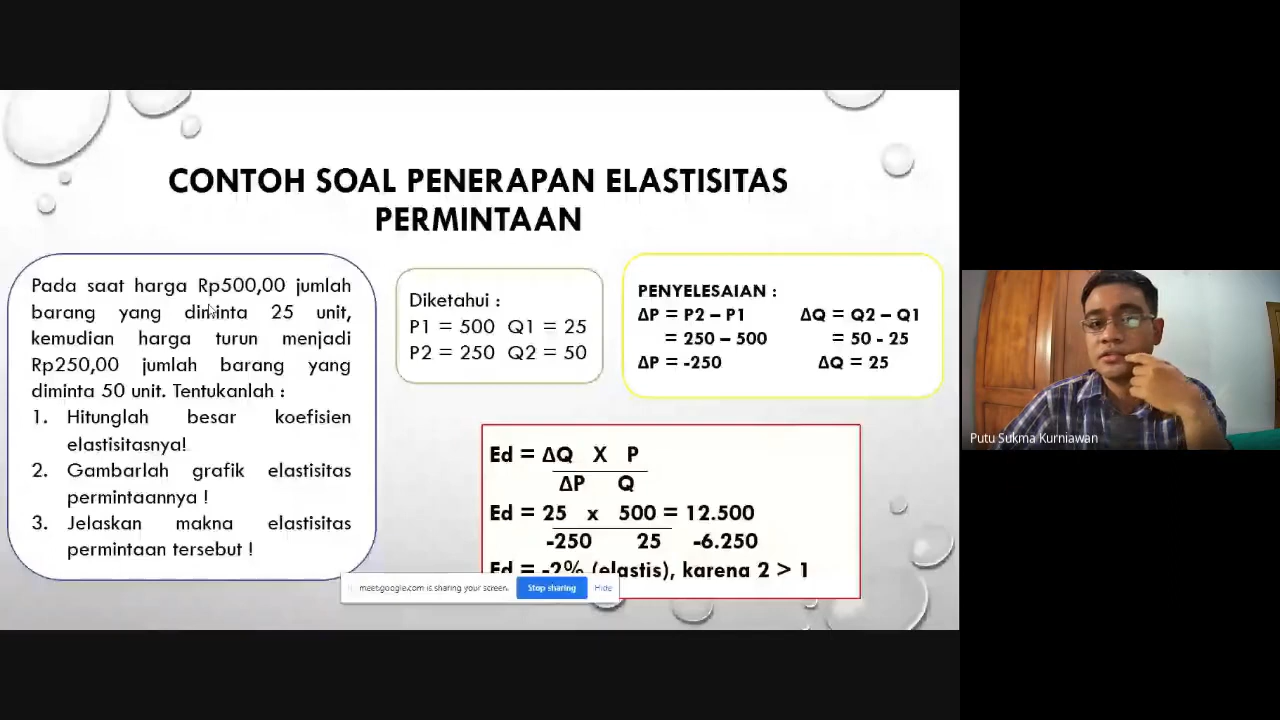 CONTOH SOAL PENERAPAN ELASTISITAS
PERMINTAAN
Pada saat harga Rp500,00 jumlah
barang yang diminta 25 unit,
kemudian harga turun menjadi
Rp250,00 jumlah barang yang
diminta 50 unit. Tentukanlah :
1. Hitunglah besar koefisien
elastisitasnya!
2. Gambarlah grafik elastisitas
permintaannya !
3. Jelaskan makna elastisitas
permintaan tersebut !
Diketahui :
P1 = 500 Q1 = 25
P2 = 250 Q2 = 50
PENYELESAIAN :
ΔP = P2 – P1 ΔQ = Q2 – Q1
= 250 – 500 = 50 - 25
ΔP = -250 ΔQ = 25
Ed = ΔQ X P
ΔP Q
Ed = 25 x 500 = 12.500
-250 25 -6.250
Ed = -2% (elastis), karena 2 > 1
meet.google.com is sharing your screen. Stop sharing Hide
Putu Sukma Kurniawan